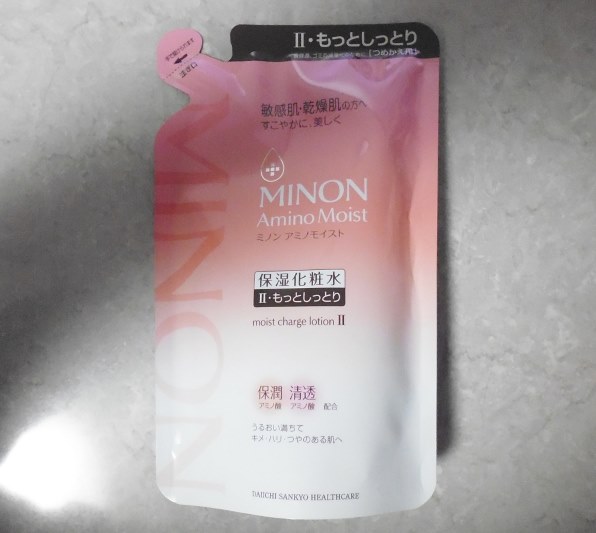 II・もっとしっとり
[つめかえ用]
敏感肌・乾燥肌の方へ
すこやかに、美しく
MINON
MINON
Amino Moist
ミノン アミノモイスト
保湿化粧水
II・もっとしっとり
moist charge lotion II
保潤 清透
アミノ酸 アミノ酸 配合
うるおい満ちて
キメ・ハリ・つやのある肌へ
DAIICHI SANKYO HEALTHCARE